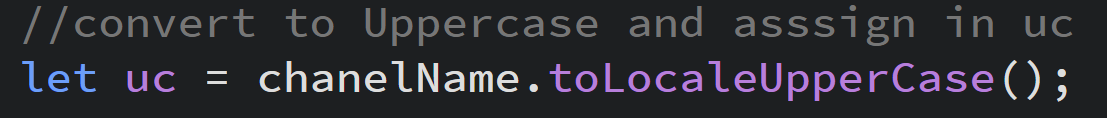 //convert to Uppercase and asssign in uc
let uc = chanelName.toLocaleUpperCase();